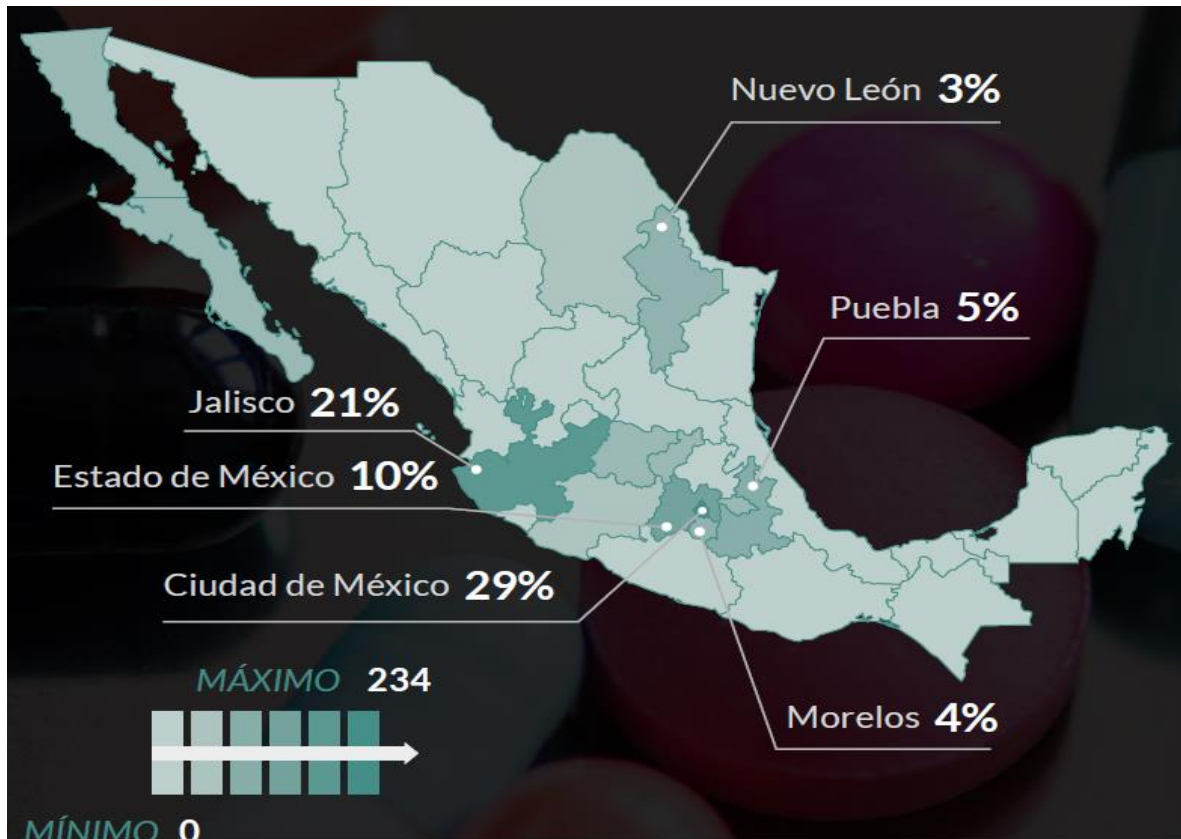 Nuevo León 3%
Puebla 5%
Jalisco 21%
Estado de México 10%
Ciudad de México 29%
MÁXIMO 234
Morelos 4%
MÍNIMO 0